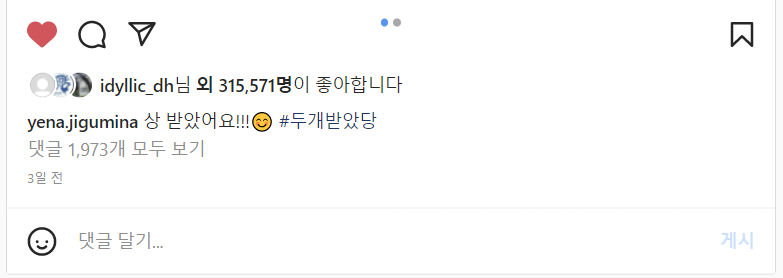 idyllic_dh님 외 315,571명이 좋아합니다
yena.jigumina 상 받았어요!!!😊 #두개받았당
댓글 1,973개 모두 보기
3일 전
댓글 달기...
게시